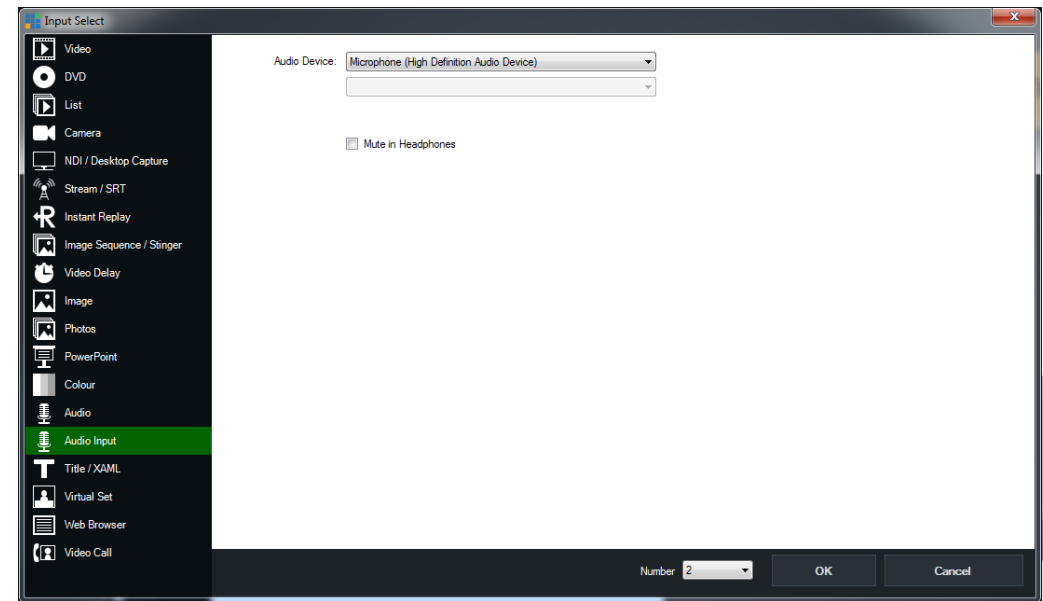 Input Select
x
Video
DVD
List
Camera
NDI / Desktop Capture
Stream / SRT
Instant Replay
Image Sequence / Stinger
Video Delay
Image
Photos
PowerPoint
Colour
Audio
Audio Input
Title / XAML
Virtual Set
Web Browser
Video Call
Audio Device: Microphone (High Definition Audio Device)
Mute in Headphones
Number 2 OK Cancel